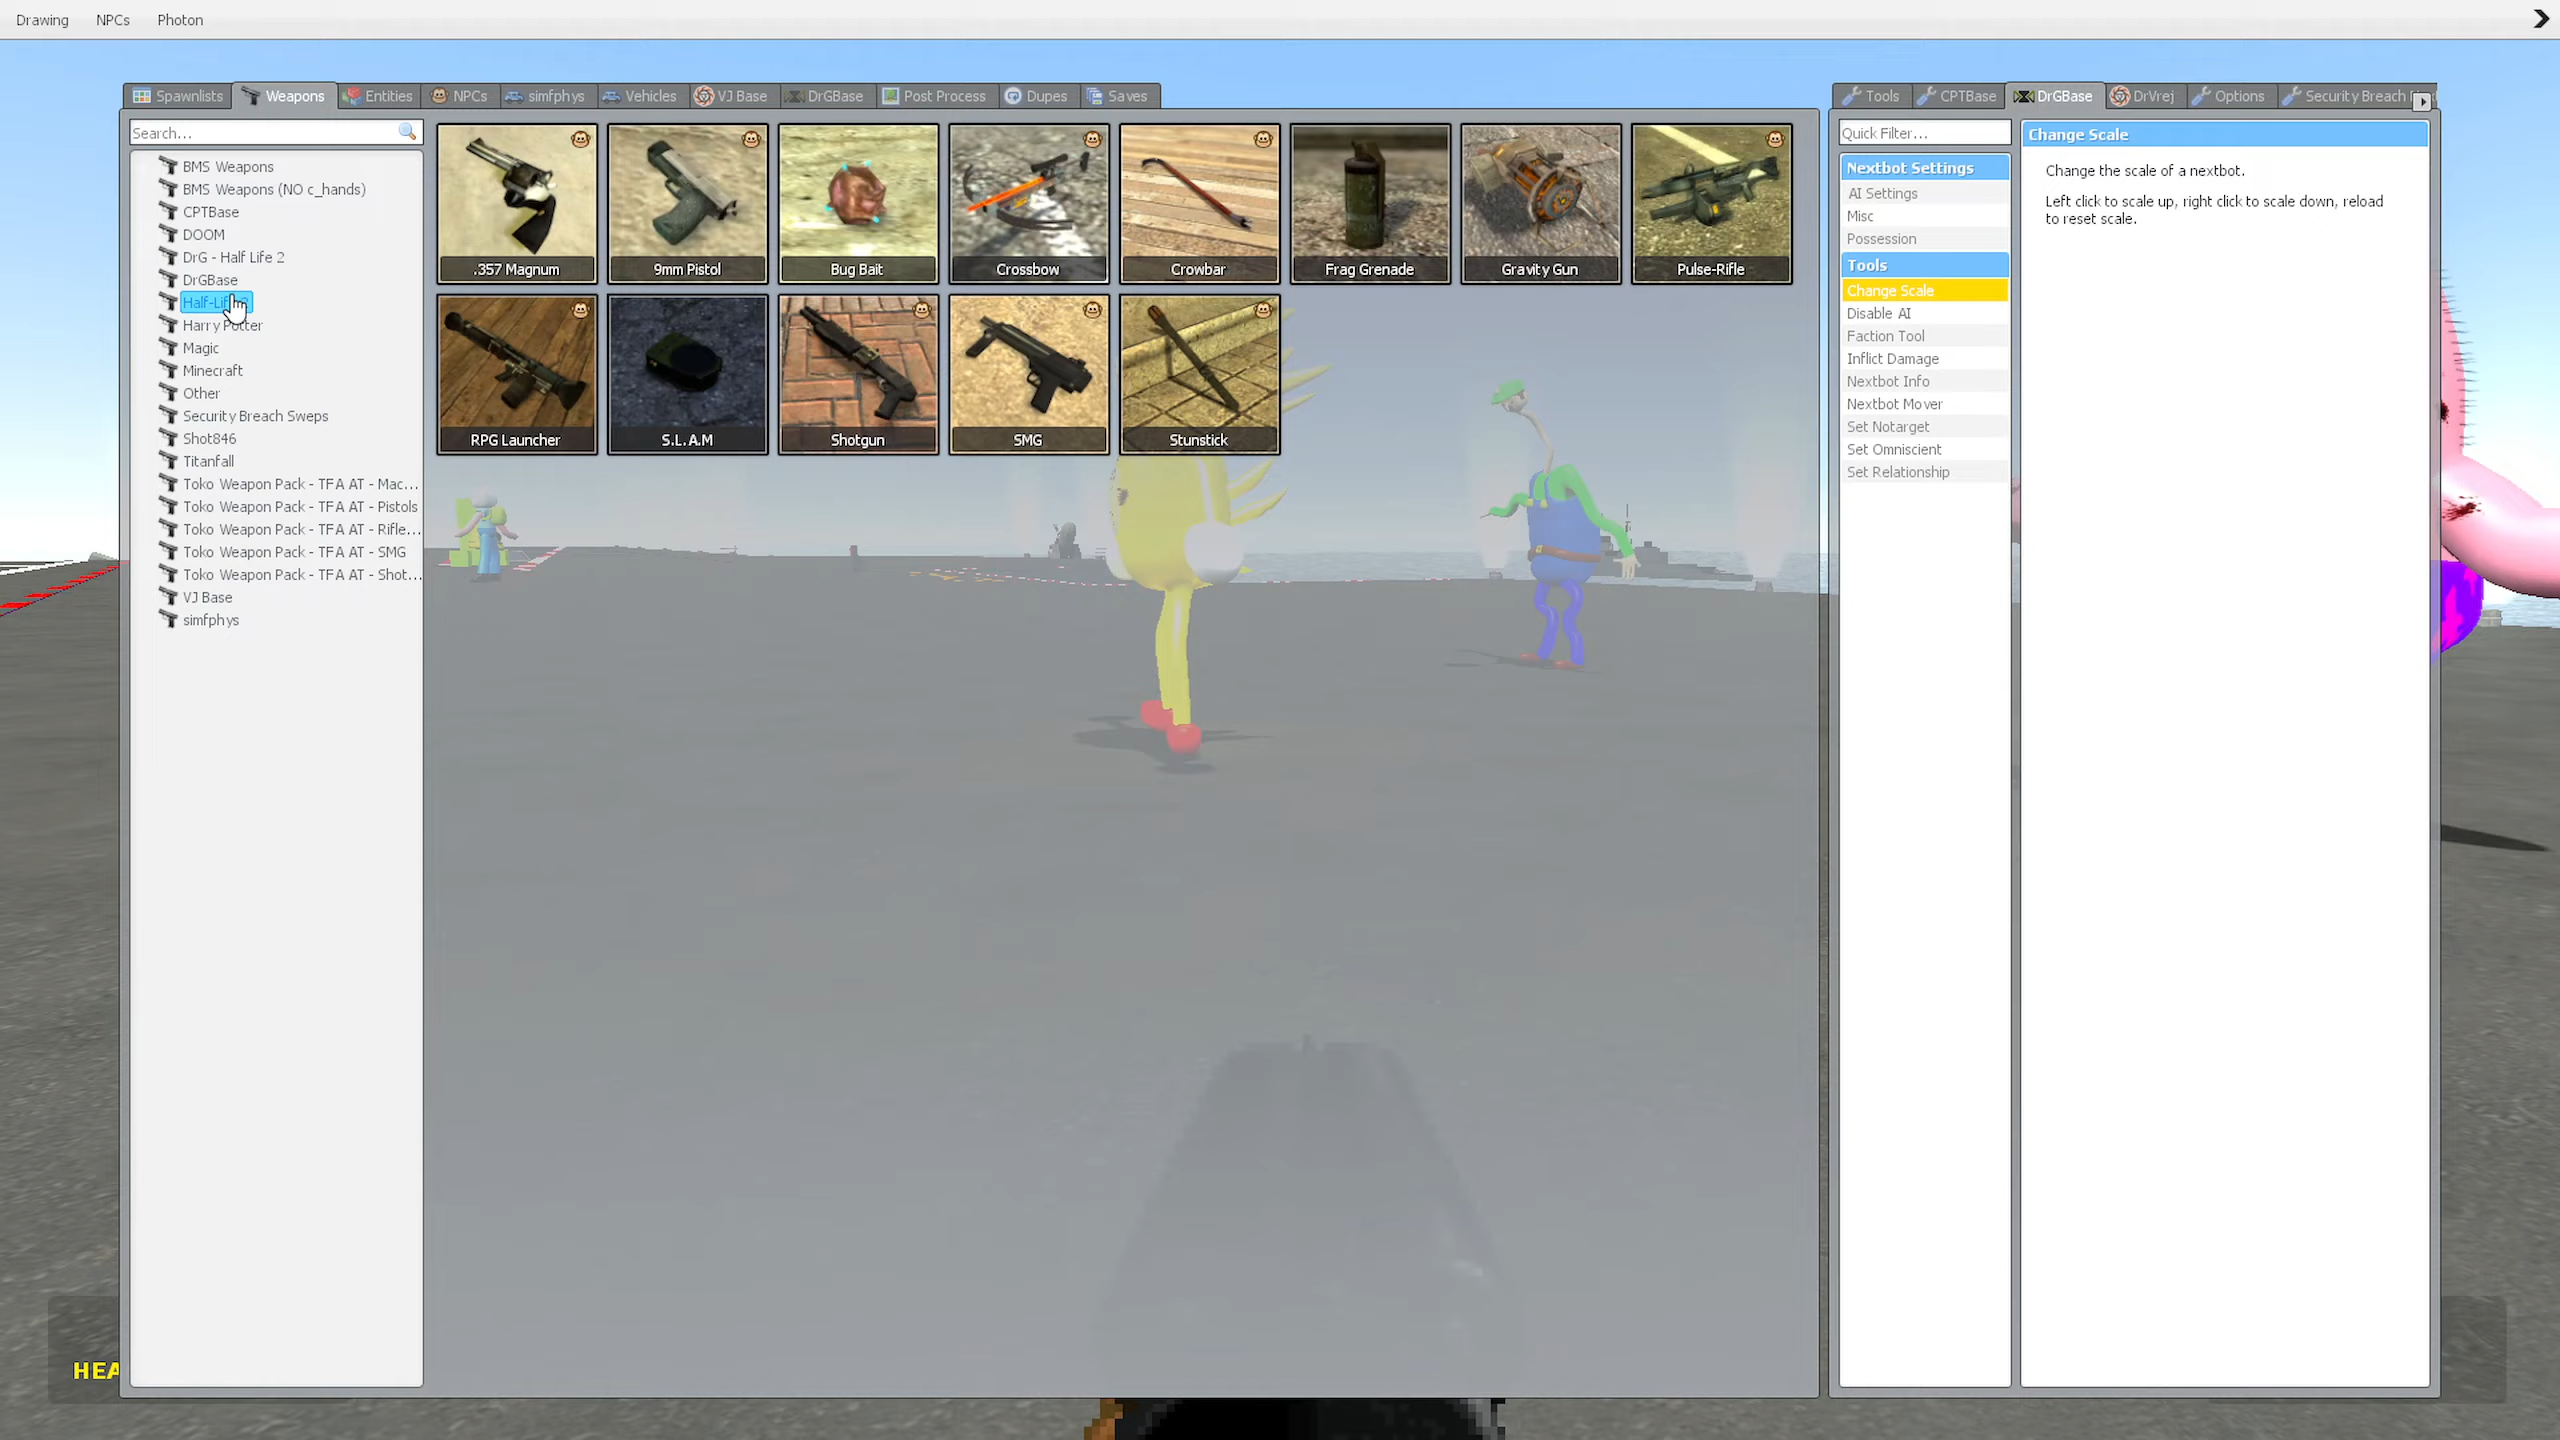 Drawing NPCs Photon
Spawnlists Weapons Entities NPCs simfphys Vehicles VJ Base DrGBase Post Process Dupes Saves
Search...
BMS Weapons
BMS Weapons (NO c_hands)
CPTBase
DOOM
DrG - Half Life 2
DrGBase
Harry Potter
Magic
Minecraft
Other
Security Breach Sweps
Shot846
Titanfall
Toko Weapon Pack - TFA AT - Mac...
Toko Weapon Pack - TFA AT - Pistols
Toko Weapon Pack - TFA AT - Rifle...
Toko Weapon Pack - TFA AT - SMG
Toko Weapon Pack - TFA AT - Shot...
VJ Base
simfphys
.357 Magnum
9mm Pistol
Bug Bait
Crossbow
Crowbar
Frag Grenade
Gravity Gun
Pulse-Rifle
RPG Launcher
S.L.A.M
Shotgun
SMG
Stunstick
Tools CPTBase DrGBase DrVrej Options Security Breach
Quick Filter...
Nextbot Settings
AI Settings
Misc
Possession
Tools
Change Scale
Disable AI
Faction Tool
Inflict Damage
Nextbot Info
Nextbot Mover
Set Notarget
Set Omniscient
Set Relationship
Change Scale
Change the scale of a nextbot.
Left click to scale up, right click to scale down, reload
to reset scale.
HEA